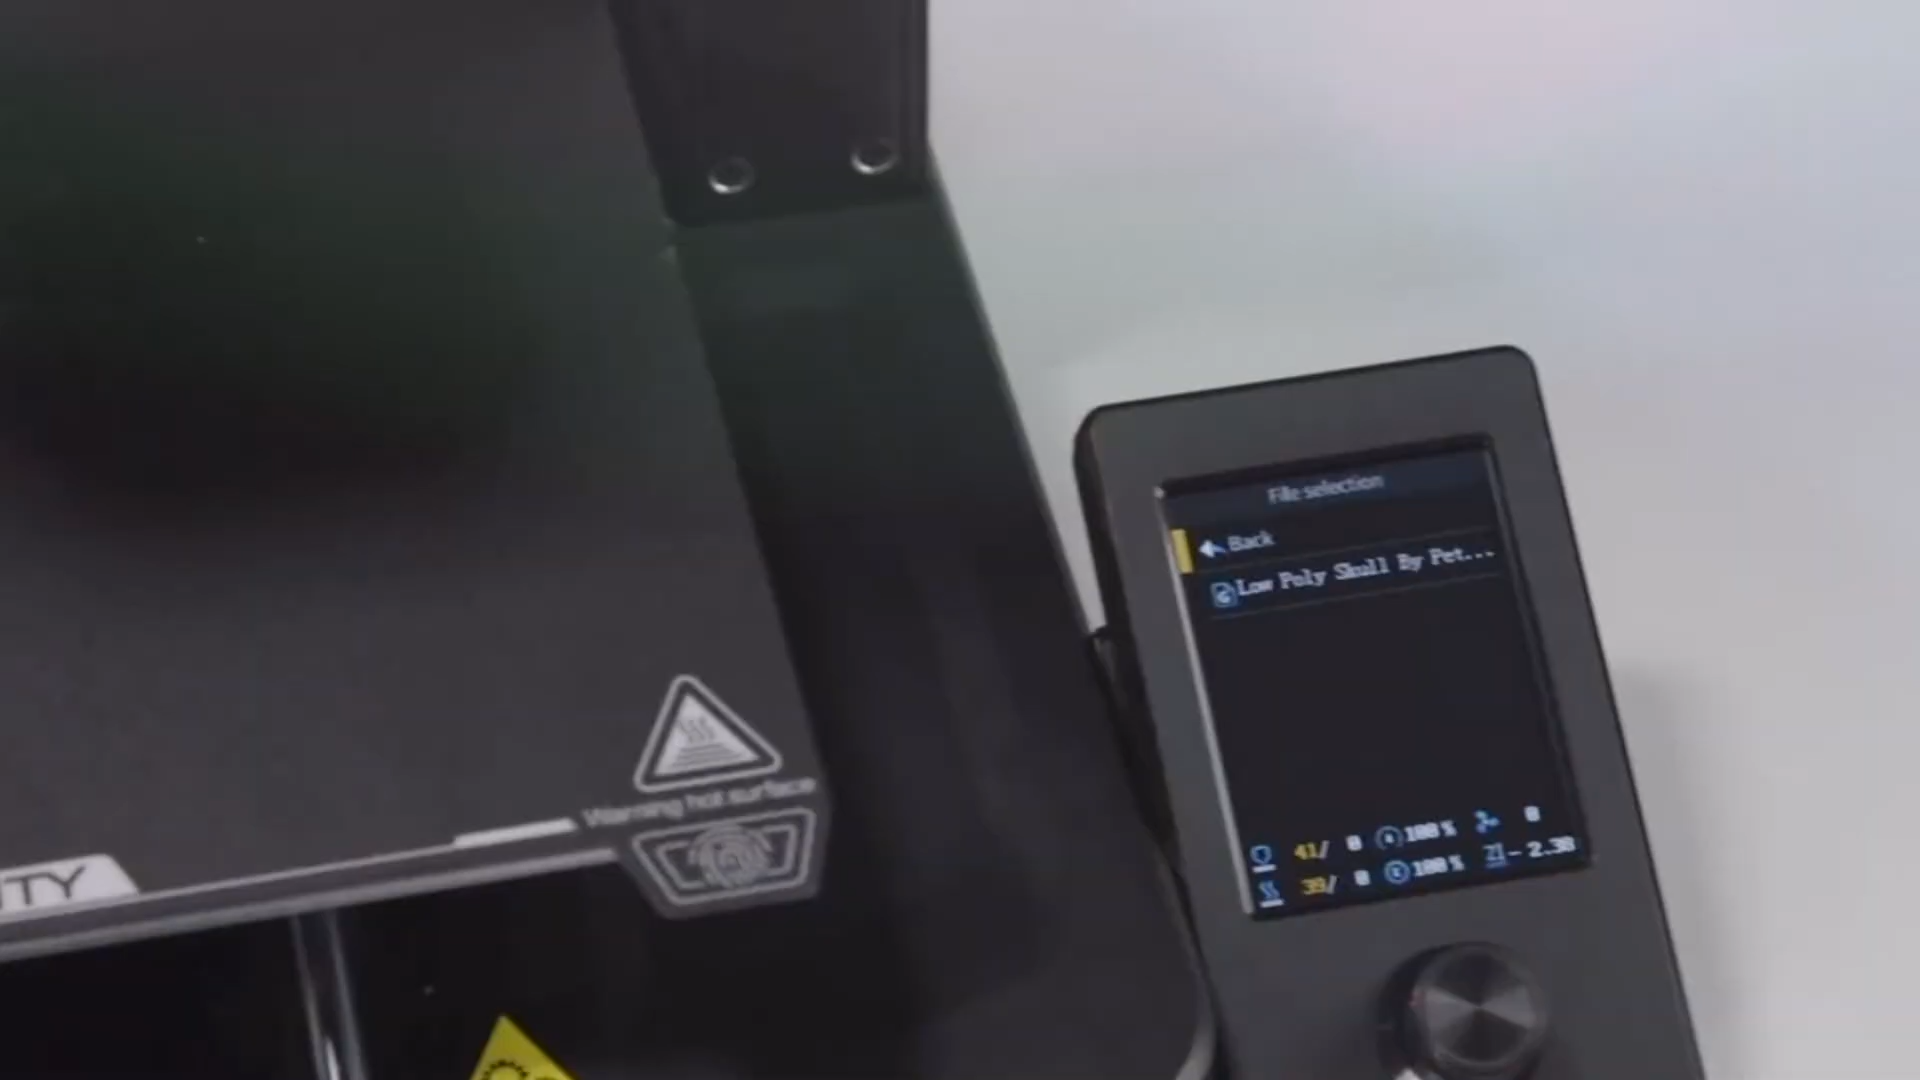 File selection
Back
Low Poly Skull By Pet...
41/ 0 100% 0
39/ 0 100% Z -2.38
Warning hot surface
TY